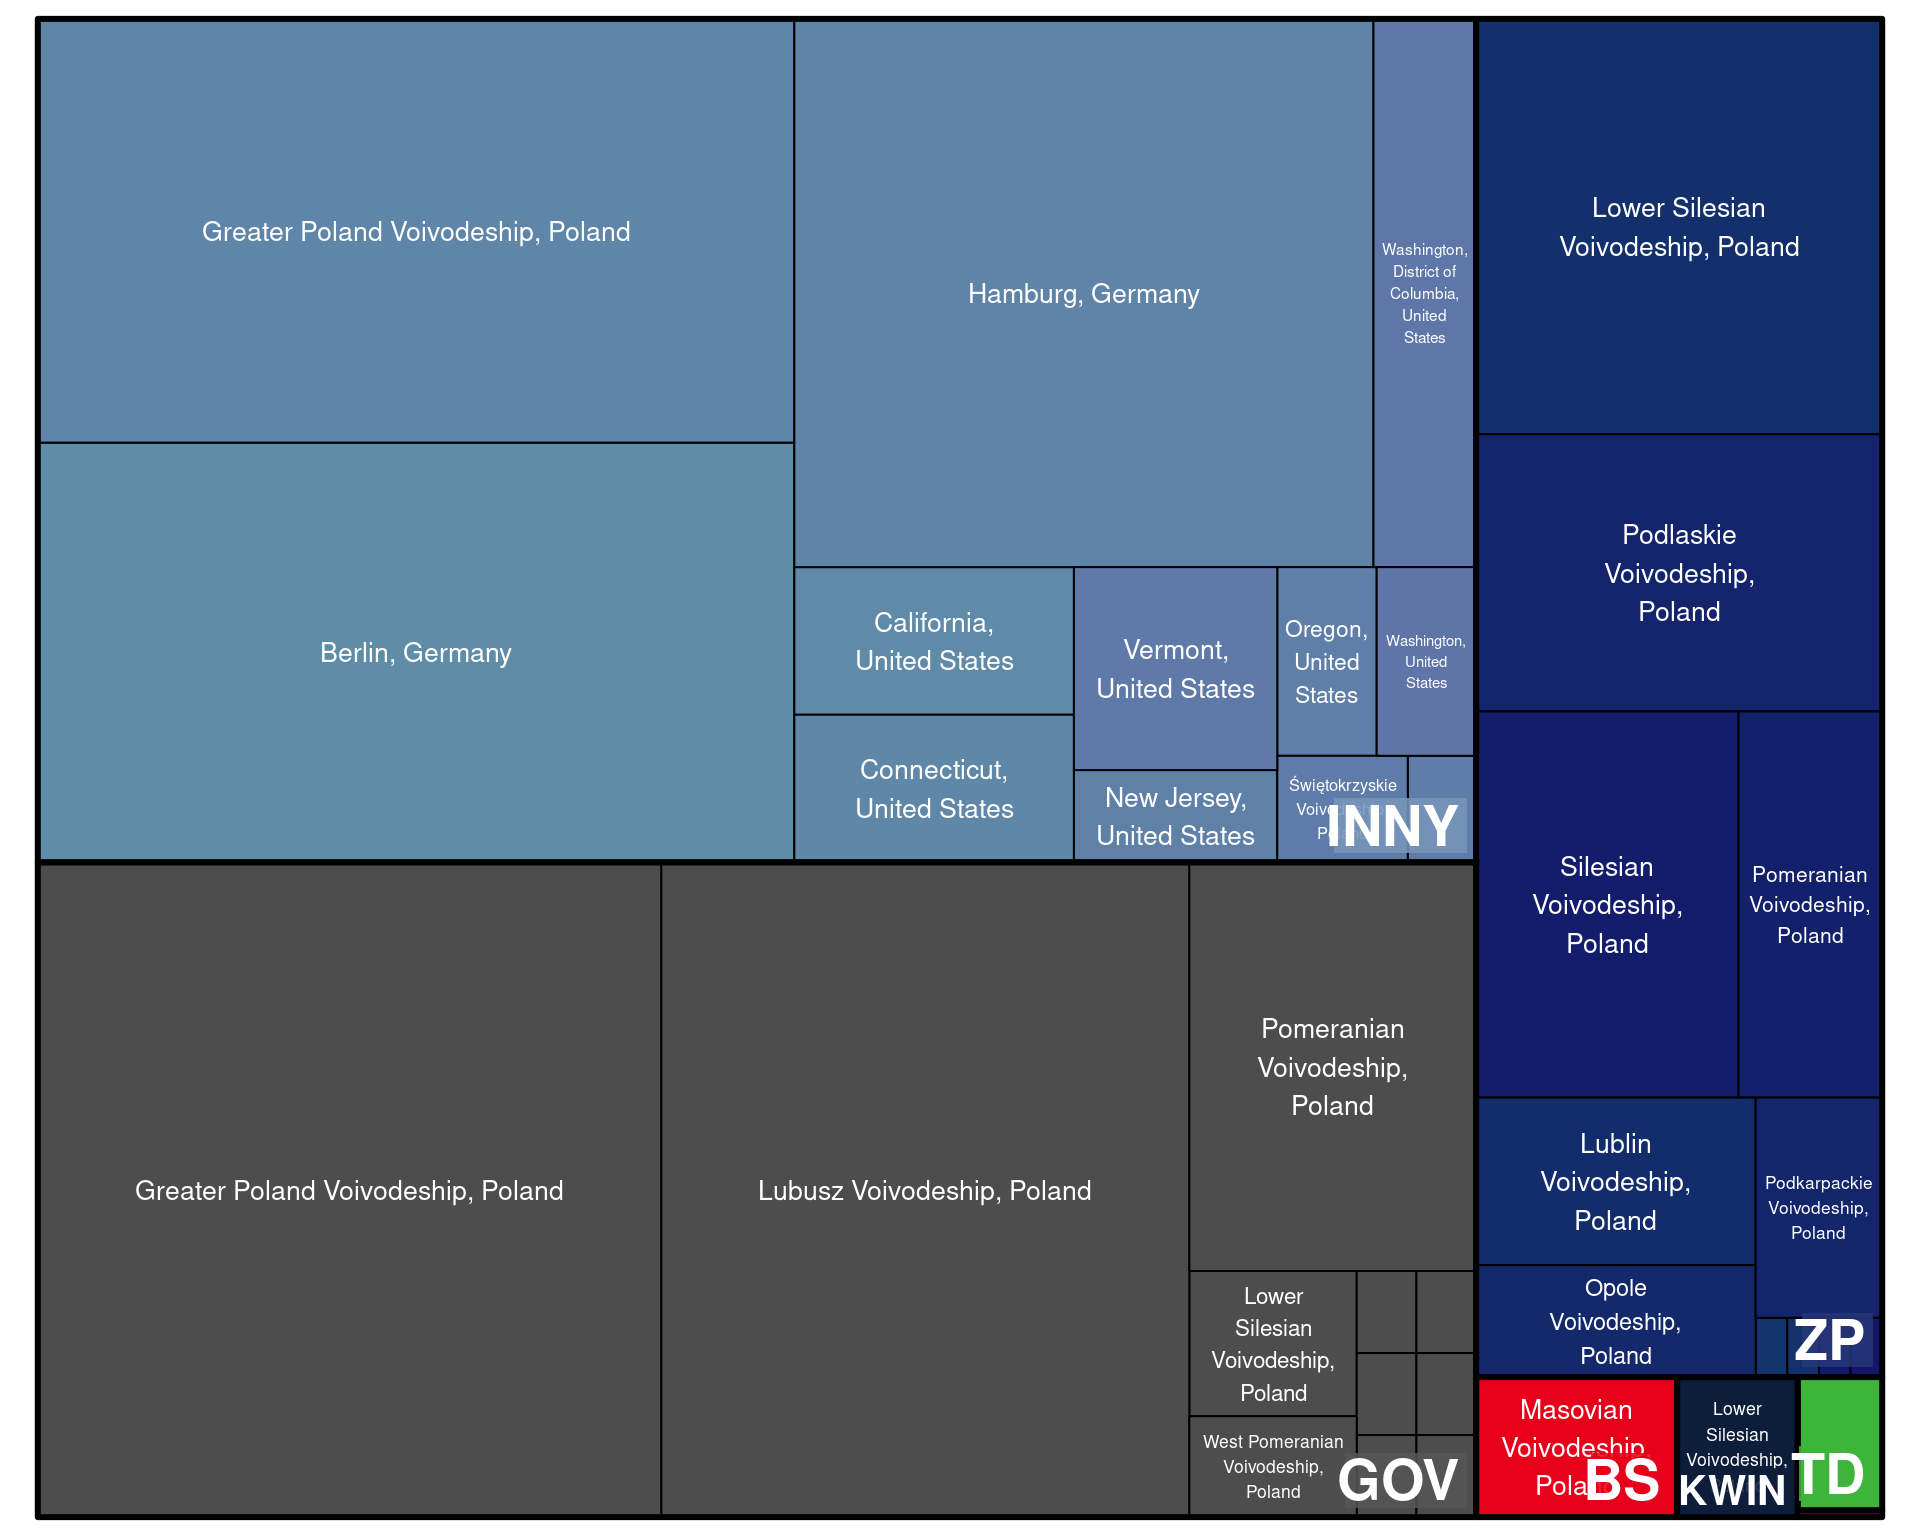 Greater Poland Voivodeship, Poland
Berlin, Germany
Hamburg, Germany
Washington,
District of
Columbia,
United
States
California,
United States
Connecticut,
United States
Vermont,
United States
New Jersey,
United States
Oregon,
United
States
Washington,
United
States
Świętokrzyskie
INNY
Greater Poland Voivodeship, Poland
Lubusz Voivodeship, Poland
Pomeranian
Voivodeship,
Poland
Lower
Silesian
Voivodeship,
Poland
West Pomeranian
Voivodeship,
Poland
GOV
Lower Silesian
Voivodeship, Poland
Podlaskie
Voivodeship,
Poland
Silesian
Voivodeship,
Poland
Pomeranian
Voivodeship,
Poland
Lublin
Voivodeship,
Poland
Podkarpackie
Voivodeship,
Poland
Opole
Voivodeship,
Poland
ZP
Masovian
Voivodeship,
BS
Lower
Silesian
Voivodeship,
KWIN
TD